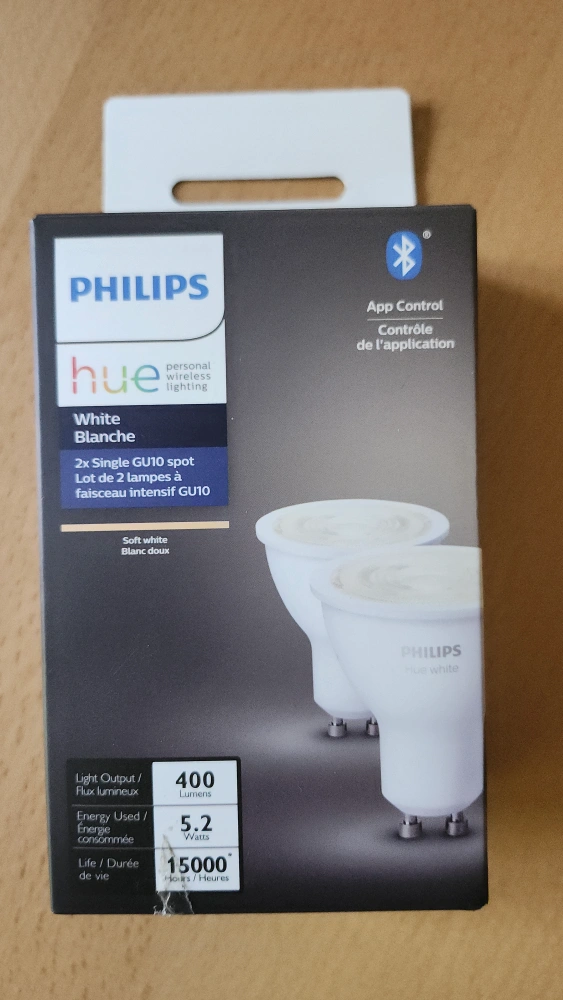 PHILIPS
hue personal
wireless
lighting
White
Blanche
2x Single GU10 spot
Lot de 2 lampes à
faisceau intensif GU10
Soft white
Blanc doux
®
App Control
Contrôle
de l'application
PHILIPS
Hue white
Light Output /
Flux lumineux
400
Lumens
Energy Used /
Énergie
consommée
5.2
Watts
Life / Durée
de vie
15000*
Hours / Heures